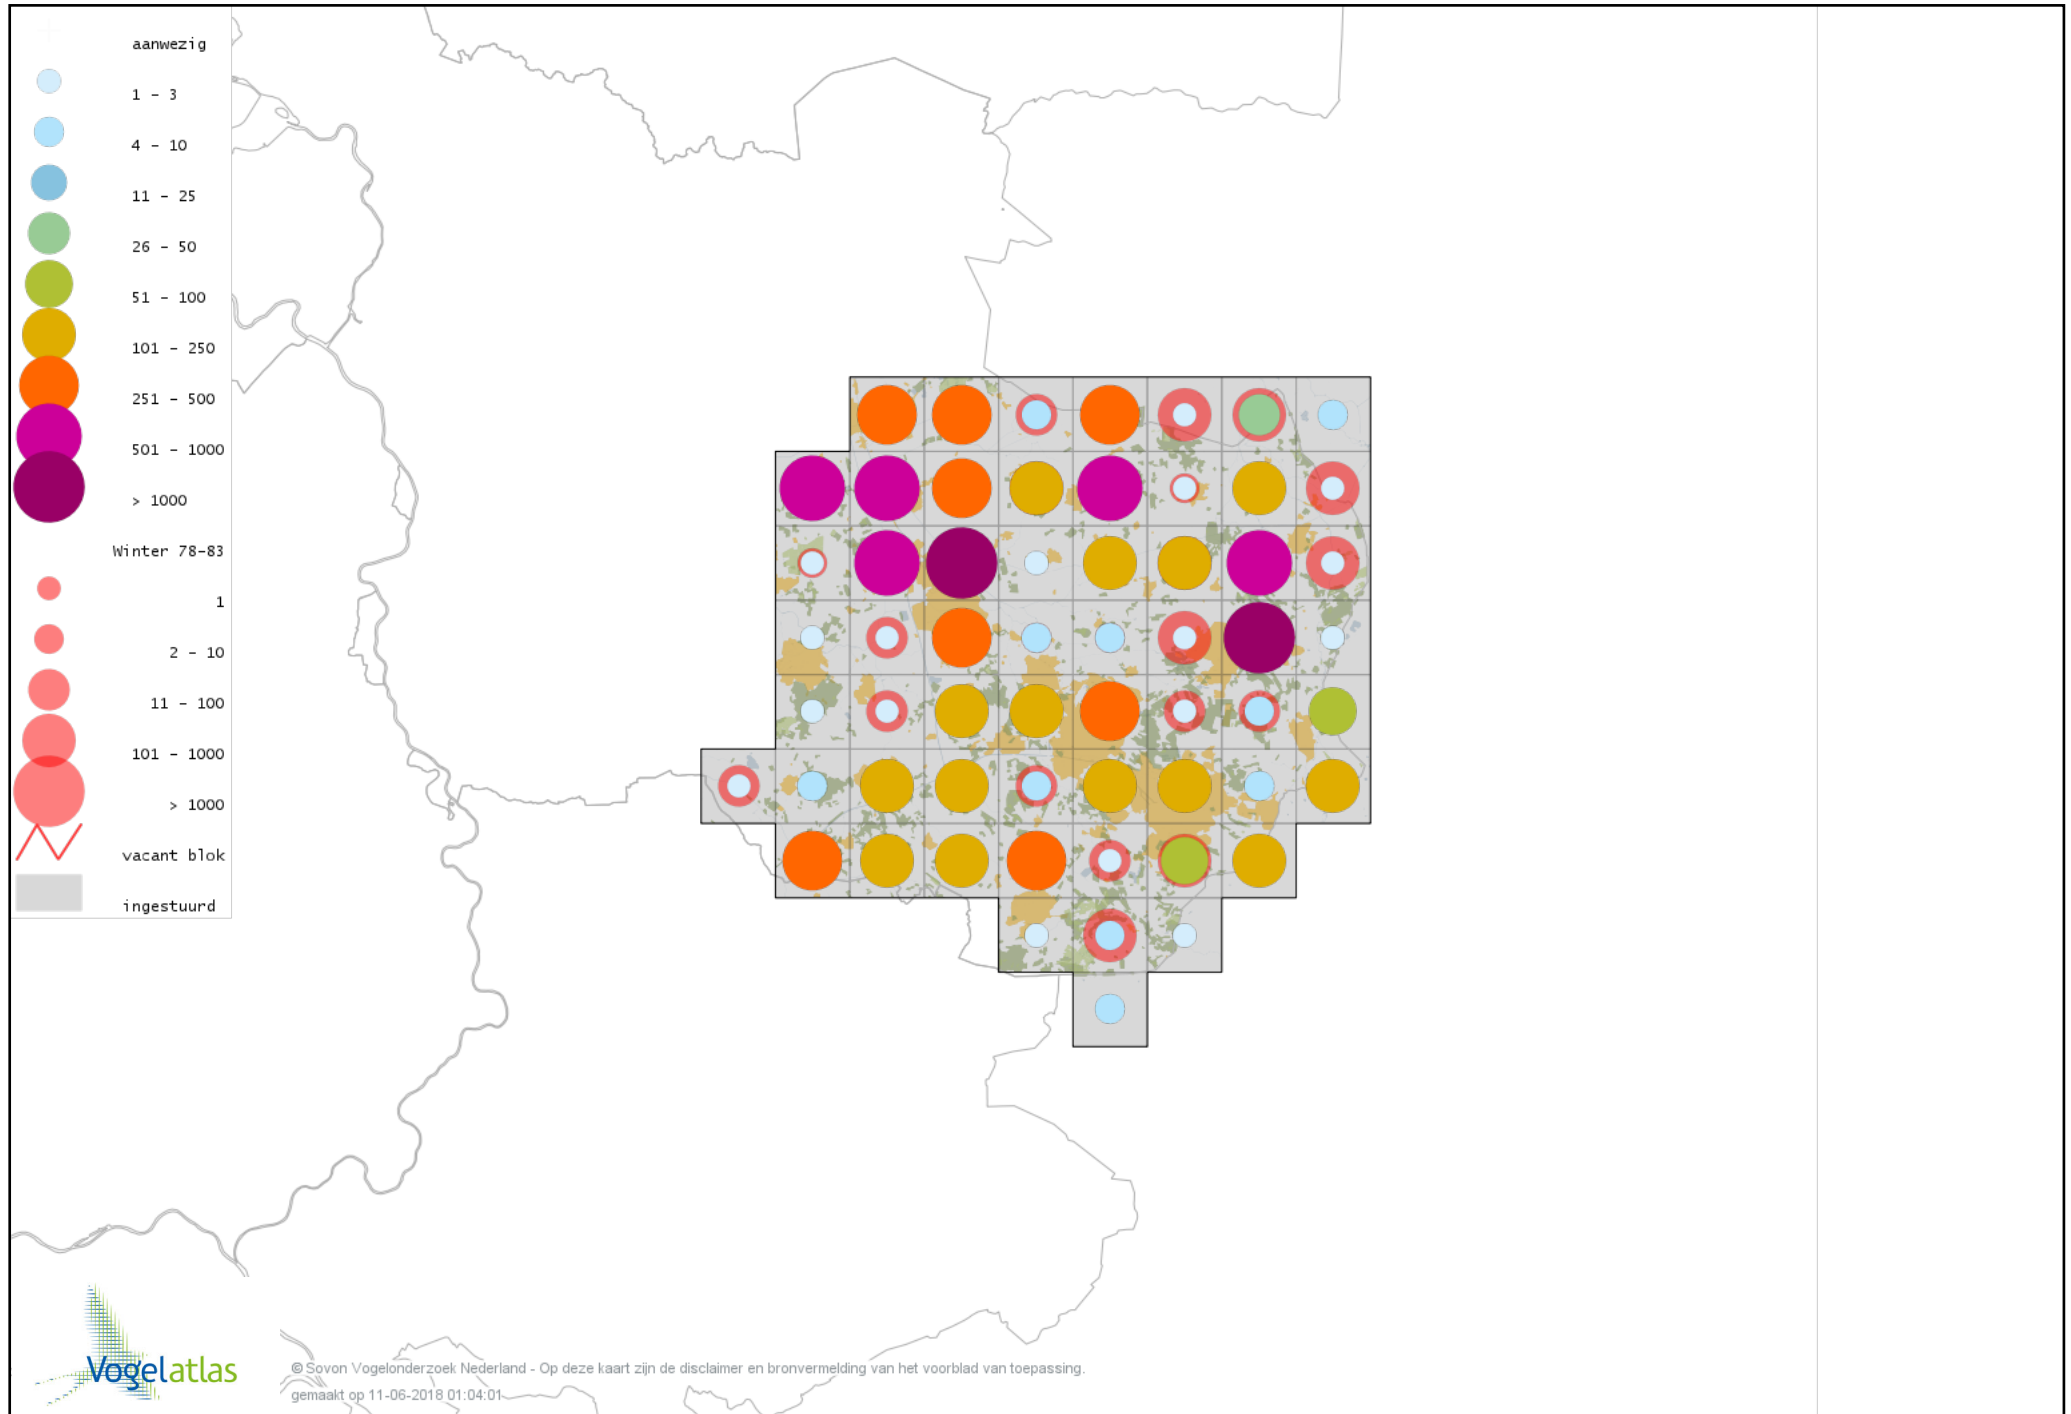 aanwezig
1 – 3
4 – 10
11 – 25
26 – 50
51 – 100
101 – 250
251 – 500
501 – 1000
> 1000
Winter 78-83
1
2 – 10
11 – 100
101 – 1000
> 1000
vacant blok
ingestuurd
Vogelatlas
© Sovon Vogelonderzoek Nederland - Op deze kaart zijn de disclaimer en bronvermelding van het voorblad van toepassing.
gemaakt op 11-06-2018 01:04:01